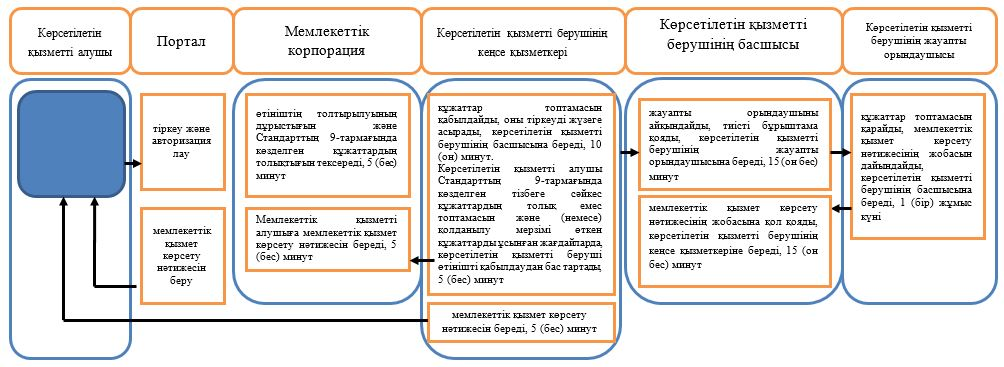 Көрсетілетін
қызметті алушы
Портал
Мемлекеттік
корпорация
Көрсетілетін қызметті берушінің
кеңсе қызметкері
Көрсетілетін қызметті
берушінің басшысы
Көрсетілетін қызметті
берушінің жауапты
орындаушысы
тіркеу және
авторизация
лау
мемлекеттік
қызмет
көрсету
нәтижесін
беру
өтініштің толтырылуының
дұрыстығын және
Стандарттың 9-тармағында
көзделген құжаттардың
толықтығын тексереді, 5 (бес)
минут
Мемлекеттік қызметті
алушыға мемлекеттік қызмет
көрсету нәтижесін береді, 5
(бес) минут
құжаттар топтамасын
қабылдайды, оны тіркеуді жүзеге
асырады, көрсетілетін қызметті
берушінің басшысына береді, 10
(он) минут.
Көрсетілетін қызметті алушы
Стандарттың 9-тармағында
көзделген тізбеге сәйкес
құжаттардың толық емес
топтамасын және (немесе)
қолданылу мерзімі өткен
құжаттарды ұсынған жағдайларда,
көрсетілетін қызметті беруші
өтінішті қабылдаудан бас тартады,
5 (бес) минут
мемлекеттік қызмет көрсету
нәтижесін береді, 5 (бес) минут
жауапты орындаушыны
айқындайды, тиісті бұрыштама
қояды, көрсетілетін қызметті
берушінің жауапты
орындаушысына береді, 15 (он бес)
минут
мемлекеттік қызмет көрсету
нәтижесінің жобасына қол қояды,
көрсетілетін қызметті берушінің
кеңсе қызметкеріне береді, 15 (он
бес) минут
құжаттар топтамасын
қарайды, мемлекеттік
қызмет көрсету
нәтижесінің жобасын
дайындайды,
көрсетілетін қызметті
берушінің басшысына
береді, 1 (бір) жұмыс
күні